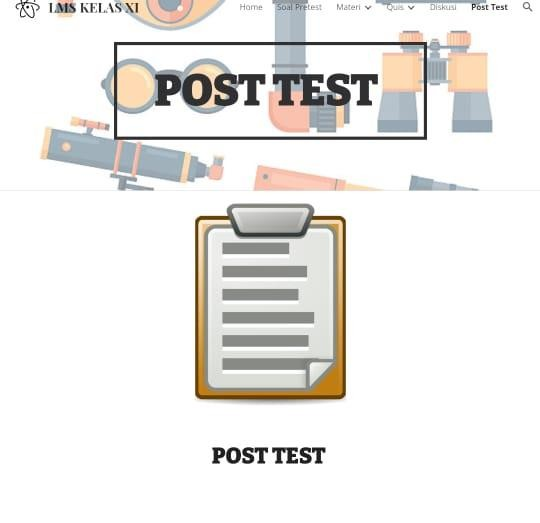 LMS KELAS XI
Home Soal Pretest Materi Quis Diskusi Post Test
POST TEST
POST TEST